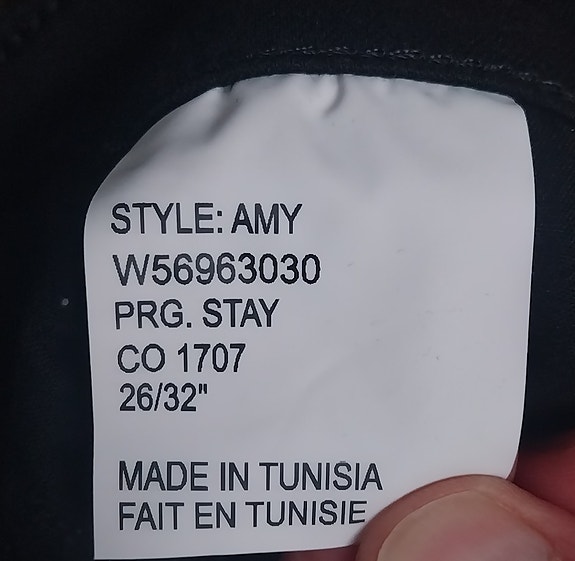 STYLE: AMY
W56963030
PRG. STAY
CO 1707
26/32"
MADE IN TUNISIA
FAIT EN TUNISIE